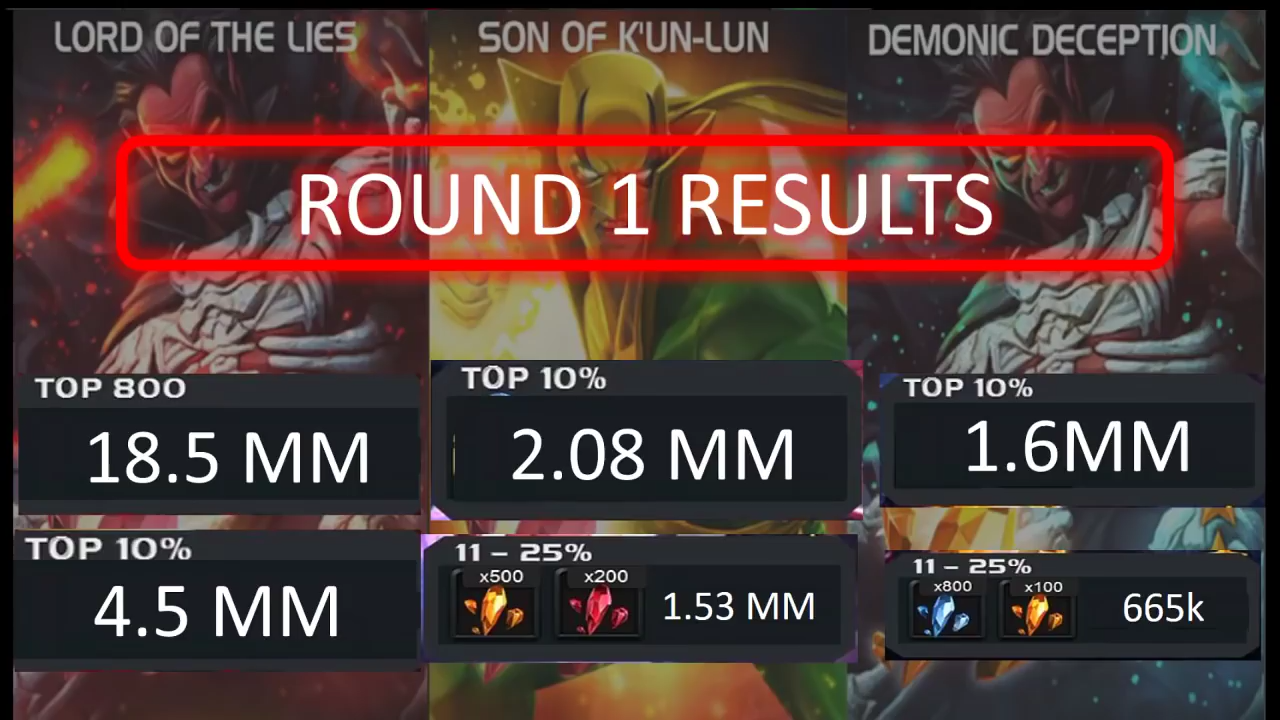 LORD OF THE LIES
SON OF K'UN-LUN
DEMONIC DECEPTION
ROUND 1 RESULTS
TOP 800
18.5 MM
TOP 10%
4.5 MM
TOP 10%
2.08 MM
11 – 25%
x500 x200
1.53 MM
TOP 10%
1.6MM
11 – 25%
x800 x100
665k